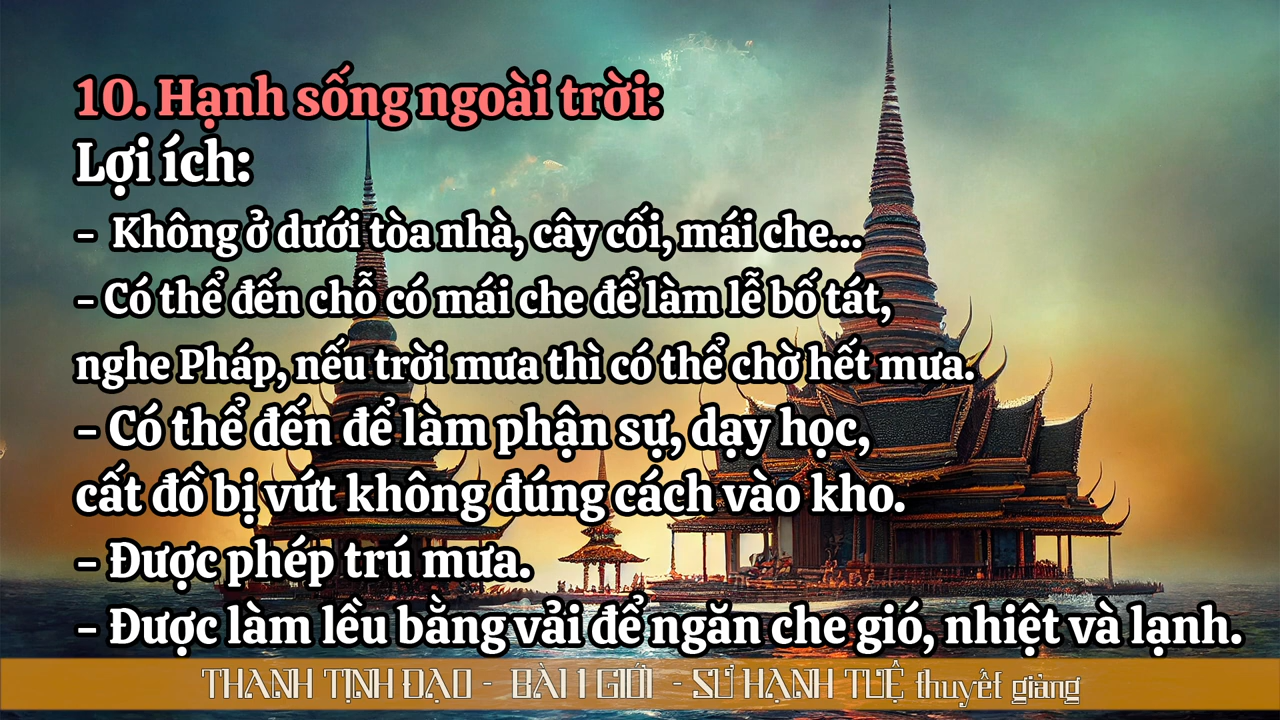 10. Hạnh sống ngoài trời:
Lợi ích:
- Không ở dưới tòa nhà, cây cối, mái che...
- Có thể đến chỗ có mái che để làm lễ bố tát,
nghe Pháp, nếu trời mưa thì có thể chờ hết mưa.
- Có thể đến để làm phận sự, dạy học,
cất đồ bị vứt không đúng cách vào kho.
- Được phép trú mưa.
- Được làm lều bằng vải để ngăn che gió, nhiệt và lạnh.
THANH TỊNH ĐẠO - BÀI 1 GIỚI - SƯ HẠNH TUỆ thuyết giảng